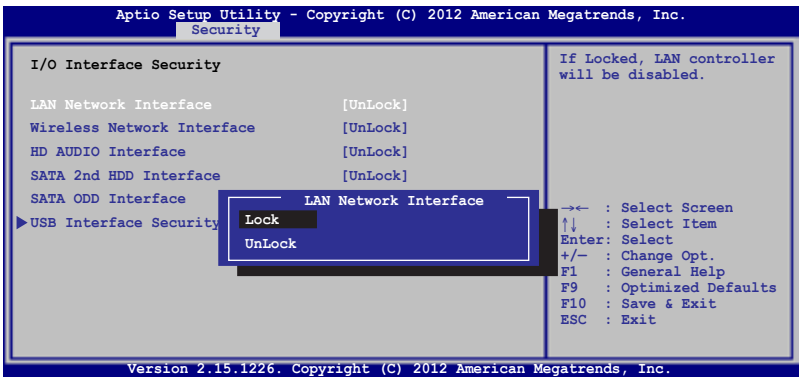 Aptio Setup Utility - Copyright (C) 2012 American Megatrends, Inc.
Security
I/O Interface Security
LAN Network Interface [UnLock]
Wireless Network Interface [UnLock]
HD AUDIO Interface [UnLock]
SATA 2nd HDD Interface [UnLock]
SATA ODD Interface
USB Interface Security
LAN Network Interface
Lock
UnLock
If Locked, LAN controller
will be disabled.
→← : Select Screen
↑↓ : Select Item
Enter: Select
+/— : Change Opt.
F1 : General Help
F9 : Optimized Defaults
F10 : Save & Exit
ESC : Exit
Version 2.15.1226. Copyright (C) 2012 American Megatrends, Inc.